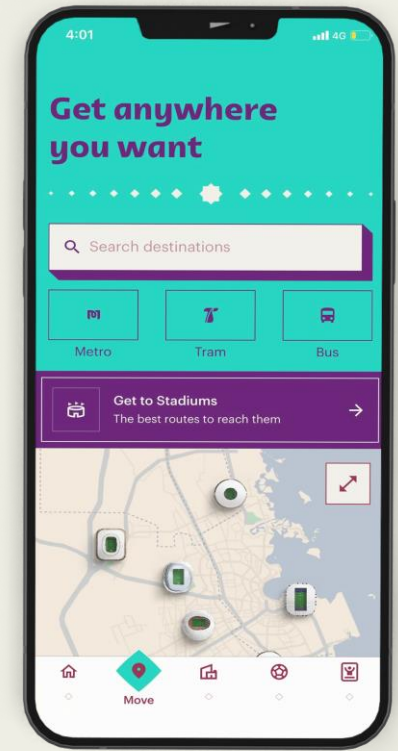 4:01
4G
Get anywhere
you want
Search destinations
Metro
Tram
Bus
Get to Stadiums
The best routes to reach them
Move